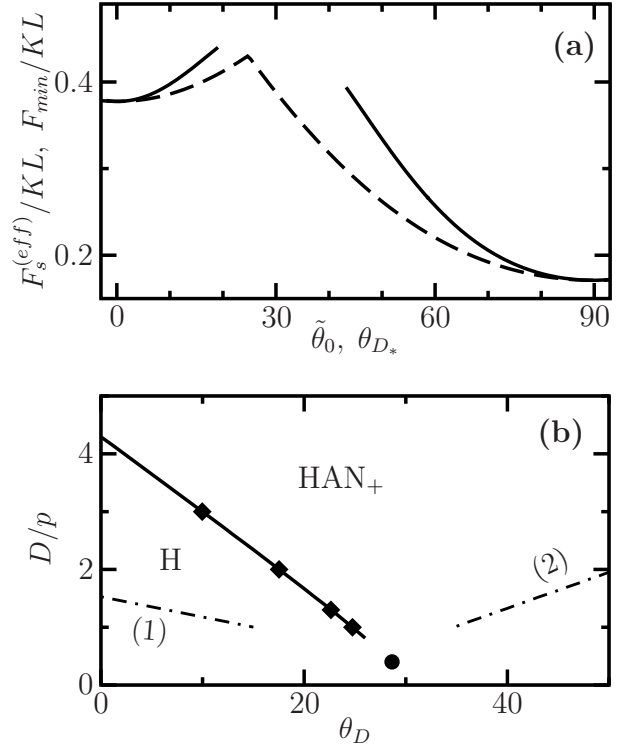 (a)
F_s^{(eff)}/KL, F_{min}/KL
0.4
0.2
0 30 60 90
θ̃_0, θ_{D_*}
(b)
D/p
4
2
0
HAN_+
H
(1)
(2)
0 20 40
θ_D